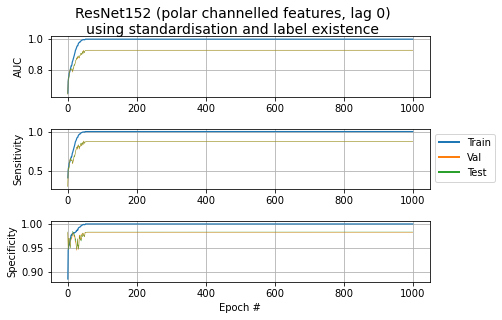 ResNet152 (polar channelled features, lag 0)
using standardisation and label existence
1.0
0.8
AUC
0 200 400 600 800 1000
1.0
0.5
Sensitivity
0 200 400 600 800 1000
Train
Val
Test
1.00
0.95
0.90
Specificity
0 200 400 600 800 1000
Epoch #